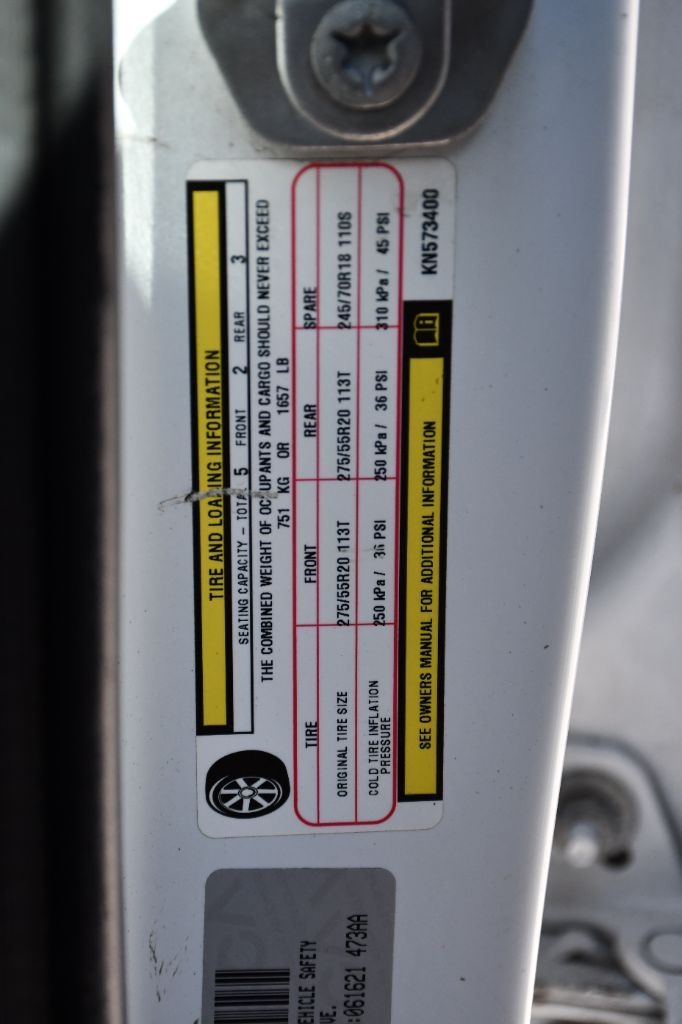 TIRE AND LOADING INFORMATION
SEATING CAPACITY - TOTAL 5 FRONT 2 REAR 3
THE COMBINED WEIGHT OF OCCUPANTS AND CARGO SHOULD NEVER EXCEED
751 KG OR 1657 LB
TIRE FRONT REAR SPARE
ORIGINAL TIRE SIZE 275/55R20 113T 275/55R20 113T 245/70R18 110S
COLD TIRE INFLATION PRESSURE 250 kPa / 36 PSI 250 kPa / 36 PSI 310 kPa / 45 PSI
SEE OWNERS MANUAL FOR ADDITIONAL INFORMATION
KN573400
EHICLE SAFETY
VE.
:061621 473AA